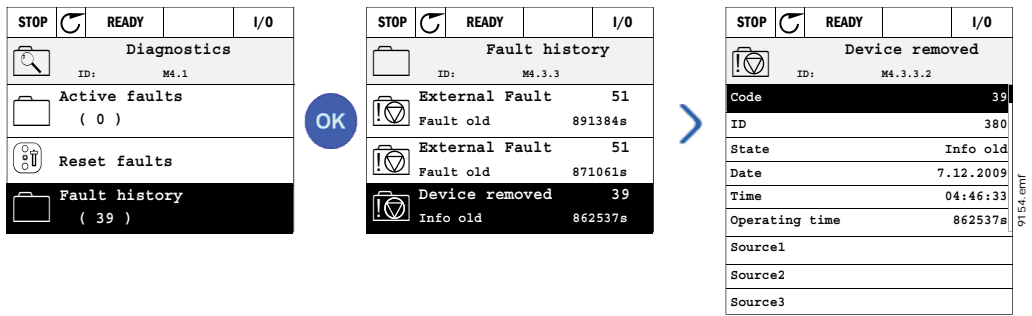 STOP READY I/O
Diagnostics
ID: M4.1
Active faults
( 0 )
Reset faults
Fault history
( 39 )
OK
STOP READY I/O
Fault history
ID: M4.3.3
External Fault 51
Fault old 891384s
External Fault 51
Fault old 871061s
Device removed 39
Info old 862537s
STOP READY I/O
Device removed
ID: M4.3.3.2
Code 39
ID 380
State Info old
Date 7.12.2009
Time 04:46:33
Operating time 862537s
Source1
Source2
Source3
9154.emf